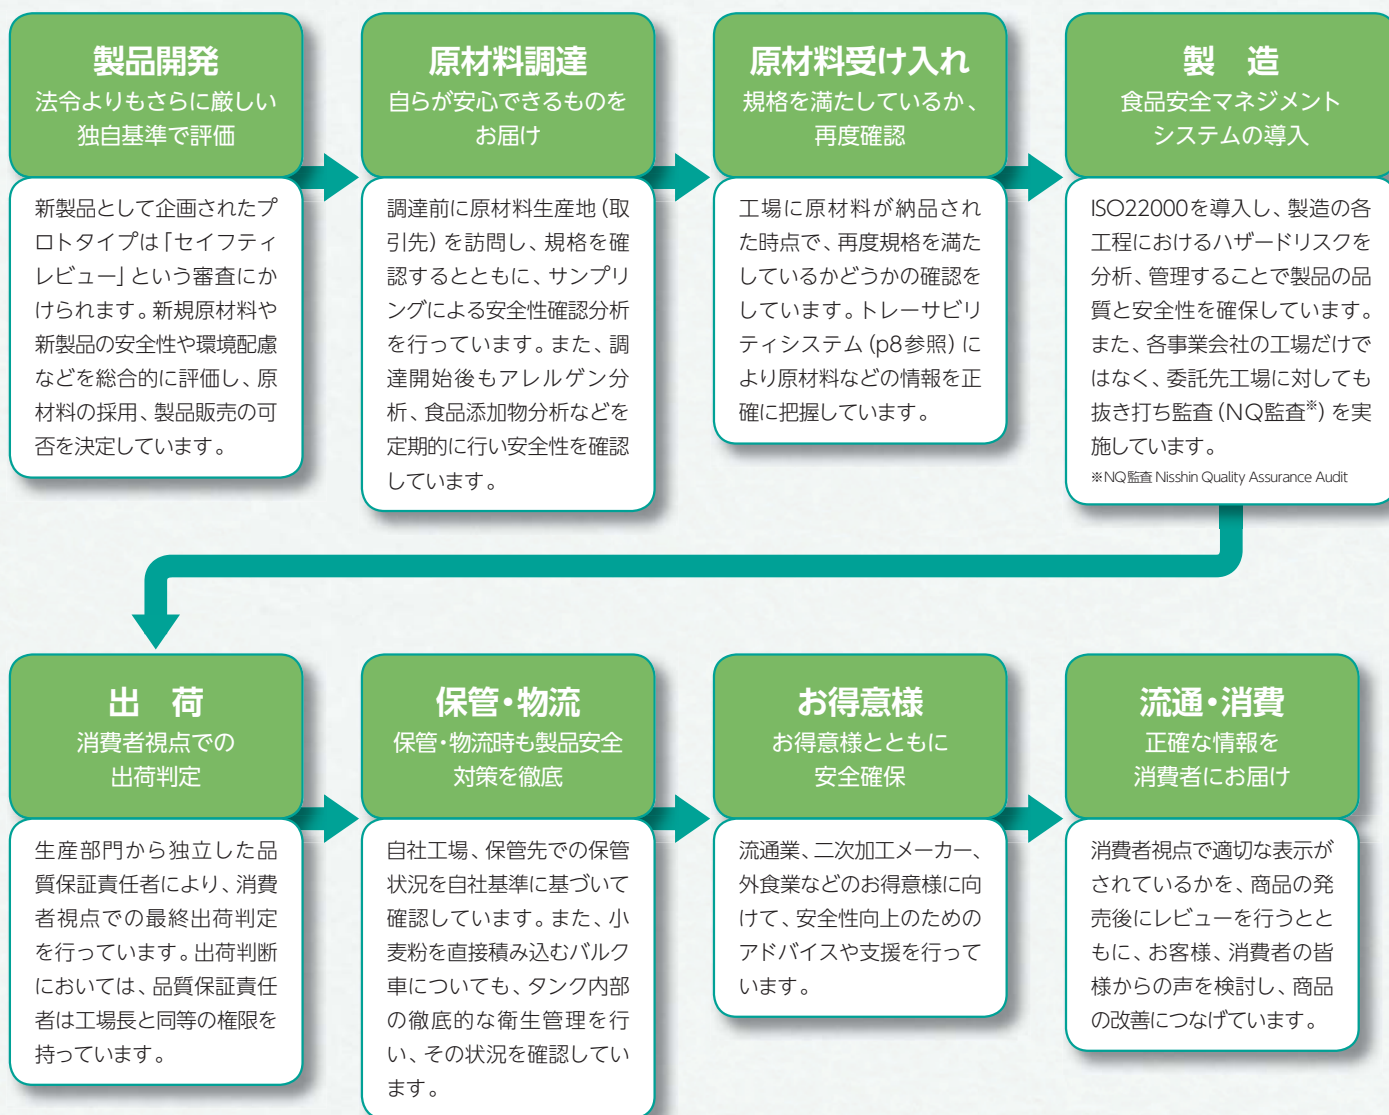 製品開発
法令よりもさらに厳しい
独自基準で評価
新製品として企画されたプ
ロトタイプは「セイフティ
レビュー」という審査にか
けられます。新規原材料や
新製品の安全性や環境配慮
などを総合的に評価し、原
材料の採用、製品販売の可
否を決定しています。
原材料調達
自らが安心できるものを
お届け
調達前に原材料生産地(取
引先)を訪問し、規格を確
認するとともに、サンプリ
ングによる安全性確認分析
を行っています。また、調
達開始後もアレルゲン分
析、食品添加物分析などを
定期的に行い安全性を確認
しています。
原材料受け入れ
規格を満たしているか、
再度確認
工場に原材料が納品され
た時点で、再度規格を満た
しているかどうかの確認を
しています。トレーサビリ
ティシステム(p8参照)に
より原材料などの情報を正
確に把握しています。
製 造
食品安全マネジメント
システムの導入
ISO22000を導入し、製造の各
工程におけるハザードリスクを
分析、管理することで製品の品
質と安全性を確保しています。
また、各事業会社の工場だけで
はなく、委託先工場に対しても
抜き打ち監査(NQ監査※)を実
施しています。
※NQ監査 Nisshin Quality Assurance Audit
出 荷
消費者視点での
出荷判定
生産部門から独立した品
質保証責任者により、消費
者視点での最終出荷判定
を行っています。出荷判断
においては、品質保証責任
者は工場長と同等の権限を
持っています。
保管・物流
保管・物流時も製品安全
対策を徹底
自社工場、保管先での保管
状況を自社基準に基づいて
確認しています。また、小
麦粉を直接積み込むバルク
車についても、タンク内部
の徹底的な衛生管理を行
い、その状況を確認してい
ます。
お得意様
お得意様とともに
安全確保
流通業、二次加工メーカー、
外食業などのお得意様に向
けて、安全性向上のための
アドバイスや支援を行って
います。
流通・消費
正確な情報を
消費者にお届け
消費者視点で適切な表示が
されているかを、商品の発
売後にレビューを行うとと
もに、お客様、消費者の皆
様からの声を検討し、商品
の改善につなげています。